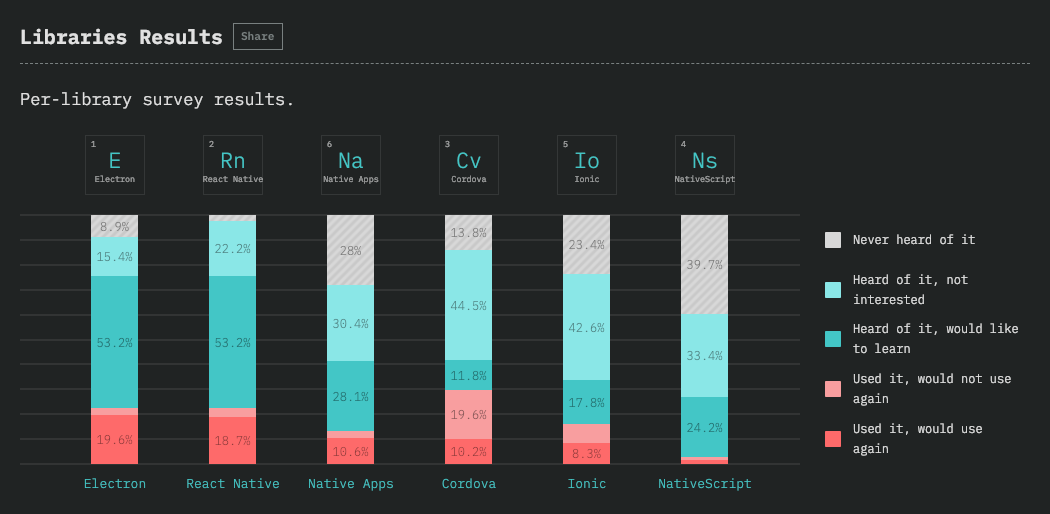 Libraries Results Share
Per-library survey results.
1
E
Electron
2
Rn
React Native
6
Na
Native Apps
3
Cv
Cordova
5
Io
Ionic
4
Ns
NativeScript
8.9%
15.4%
53.2%
19.6%
22.2%
53.2%
18.7%
28%
30.4%
28.1%
10.6%
13.8%
44.5%
11.8%
19.6%
10.2%
23.4%
42.6%
17.8%
8.3%
39.7%
33.4%
24.2%
Electron
React Native
Native Apps
Cordova
Ionic
NativeScript
Never heard of it
Heard of it, not
interested
Heard of it, would like
to learn
Used it, would not use
again
Used it, would use
again